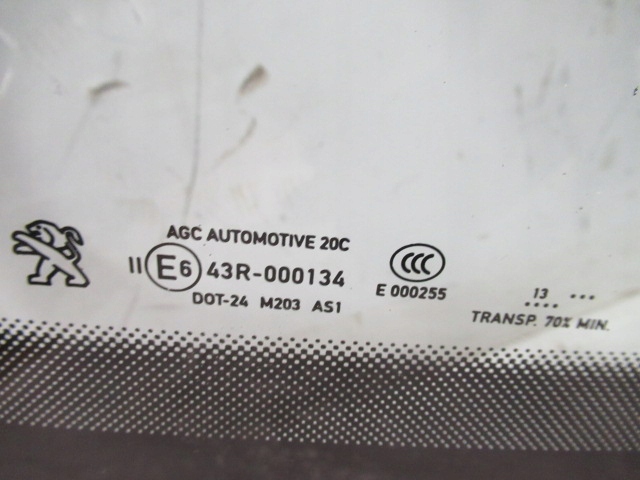 AGC AUTOMOTIVE 20C
II E6 43R-000134
DOT-24 M203 AS1
CCC
E 000255
13 ...
....
TRANSP. 70% MIN.